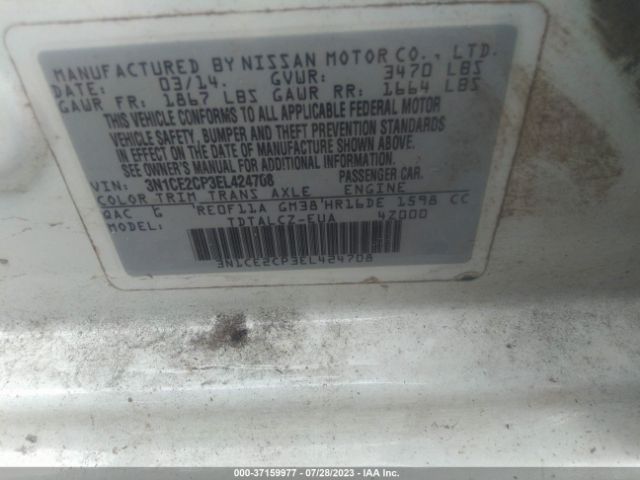 MANUFACTURED BY NISSAN MOTOR CO., LTD.
DATE: 03/14. GVWR: 3470 LBS
GAWR FR: 1867 LBS GAWR RR: 1664 LBS
THIS VEHICLE CONFORMS TO ALL APPLICABLE FEDERAL MOTOR
VEHICLE SAFETY, BUMPER AND THEFT PREVENTION STANDARDS
IN EFFECT ON THE DATE OF MANUFACTURE SHOWN ABOVE.
SEE OWNER'S MANUAL FOR ADDITIONAL INFORMATION.
VIN: 3N1CE2CP3EL424708 PASSENGER CAR
COLOR TRIM TRANS AXLE ENGINE
QAC G RE0F11A GM38 HR16DE 1598 CC
TDTALCZ-EUA 4Z000
3N1CE2CP3EL424708
000-37159977 / 07/28/2023 - IAA Inc.